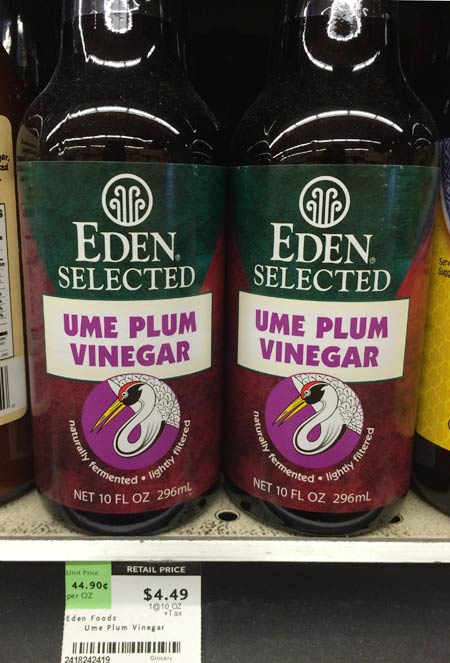 EDEN®
SELECTED
UME PLUM
VINEGAR
naturally fermented • lightly filtered
NET 10 FL OZ 296mL
EDEN®
SELECTED
UME PLUM
VINEGAR
naturally fermented • lightly filtered
NET 10 FL OZ 296mL
Unit Price
44.90¢
per OZ
RETAIL PRICE
$4.49
1@10 OZ
+Tax
Eden Foods
Ume Plum Vinegar
2418242419
Grocery